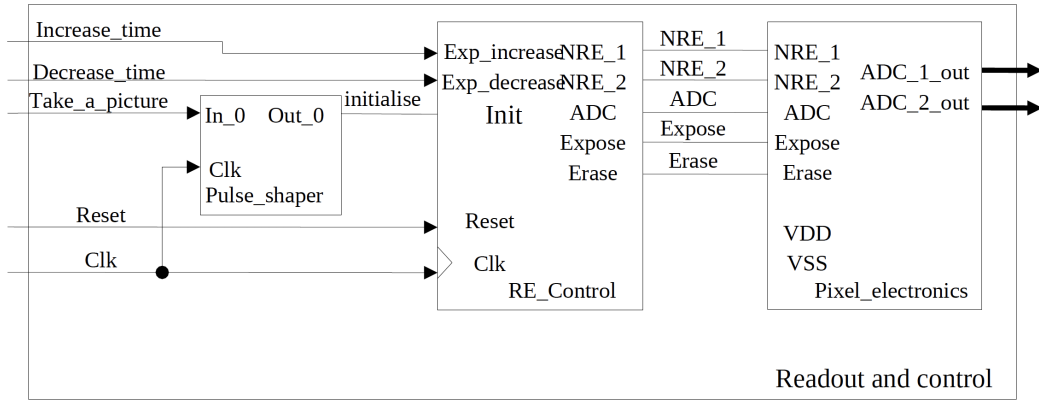 Increase_time
Decrease_time
Take_a_picture
Reset
Clk
In_0 Out_0
Clk
Pulse_shaper
initialise
Exp_increase NRE_1
Exp_decrease NRE_2
Init ADC
Expose
Erase
Reset
Clk
RE_Control
NRE_1
NRE_2
ADC
Expose
Erase
NRE_1
NRE_2
ADC
Expose
Erase
ADC_1_out
ADC_2_out
VDD
VSS
Pixel_electronics
Readout and control